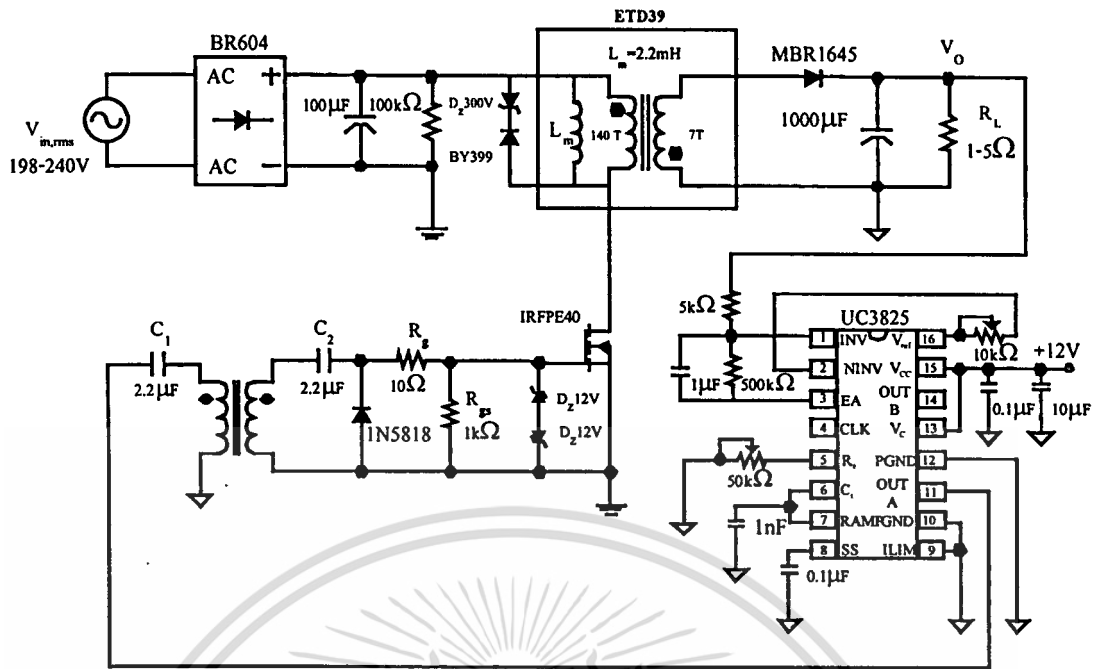 ETD39
BR604
AC
+
AC
−
V in,rms
198-240V
100µF
100kΩ
D z 300V
BY399
L m =2.2mH
L m
140 T
7T
MBR1645
V O
1000µF
R L
1-5Ω
C 1
2.2µF
C 2
2.2µF
R g
10Ω
1N5818
R gs
1kΩ
D z 12V
D z 12V
IRFPE40
5kΩ
1µF
500kΩ
UC3825
1 INV
2 NINV
3 EA
4 CLK
5 R t
6 C t
7 RAMP
8 SS
V ref 16
V CC 15
OUT B 14
V C 13
PGND 12
OUT A 11
GND 10
ILIM 9
10kΩ
+12V
0.1µF
10µF
50kΩ
1nF
0.1µF